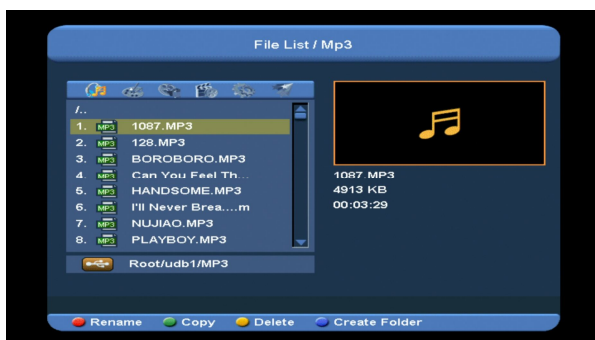 File List / Mp3
/..
1. MP3 1087.MP3
2. MP3 128.MP3
3. MP3 BOROBORO.MP3
4. MP3 Can You Feel Th...
5. MP3 HANDSOME.MP3
6. MP3 I'll Never Brea....m
7. MP3 NUJIAO.MP3
8. MP3 PLAYBOY.MP3
Root/udb1/MP3
1087.MP3
4913 KB
00:03:29
Rename Copy Delete Create Folder